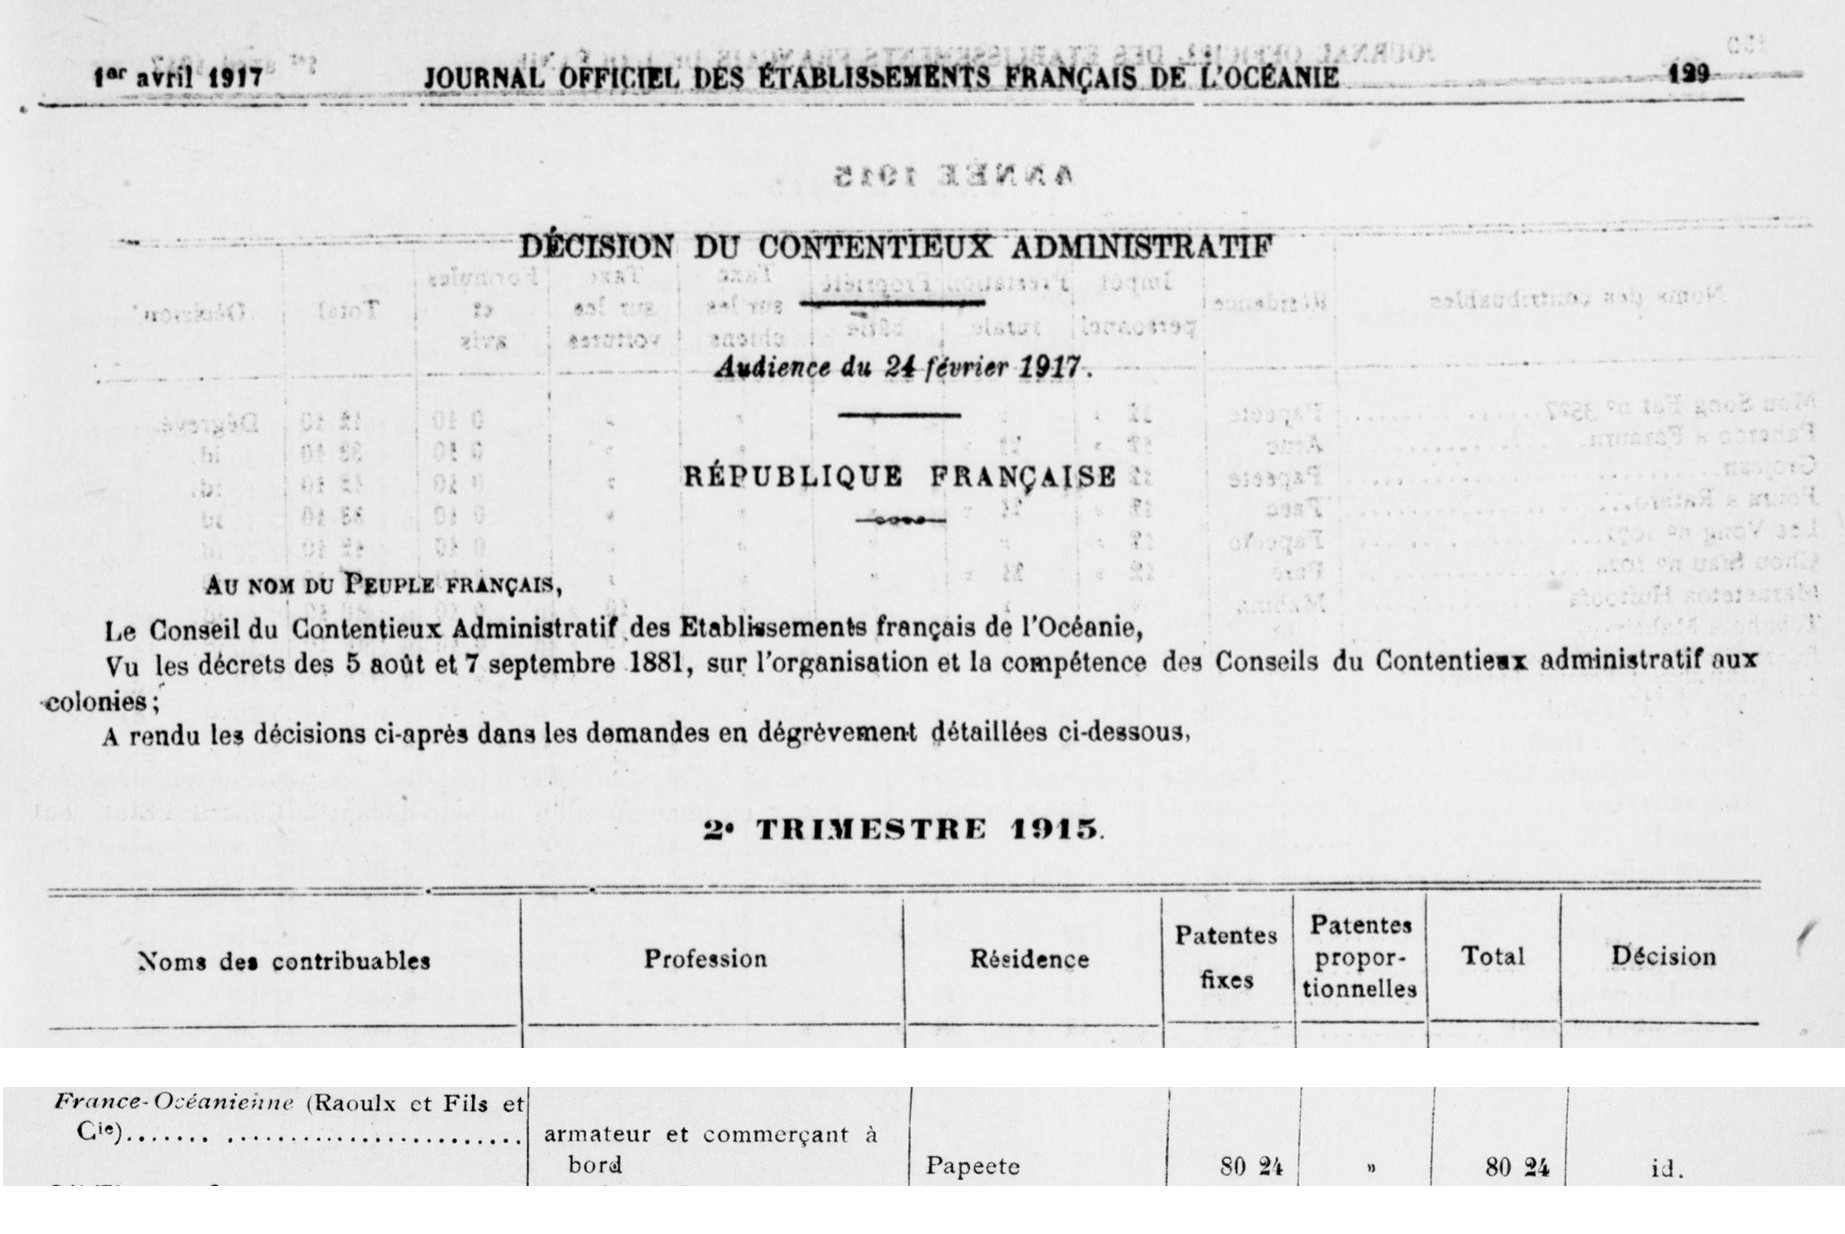 1er avril 1917 JOURNAL OFFICIEL DES ÉTABLISSEMENTS FRANÇAIS DE L'OCÉANIE 129
DÉCISION DU CONTENTIEUX ADMINISTRATIF
Audience du 24 février 1917.
RÉPUBLIQUE FRANÇAISE
AU NOM DU PEUPLE FRANÇAIS,
Le Conseil du Contentieux Administratif des Etablissements français de l'Océanie,
Vu les décrets des 5 août et 7 septembre 1881, sur l'organisation et la compétence des Conseils du Contentieux administratif aux
colonies;
A rendu les décisions ci-après dans les demandes en dégrèvement détaillées ci-dessous,
2e TRIMESTRE 1915.
Noms des contribuables Profession Résidence Patentes fixes Patentes propor-tionnelles Total Décision
France-Océanienne (Raoulx et Fils et
Cie)....... ........................ armateur et commerçant à
bord Papeete 80 24 » 80 24 id.